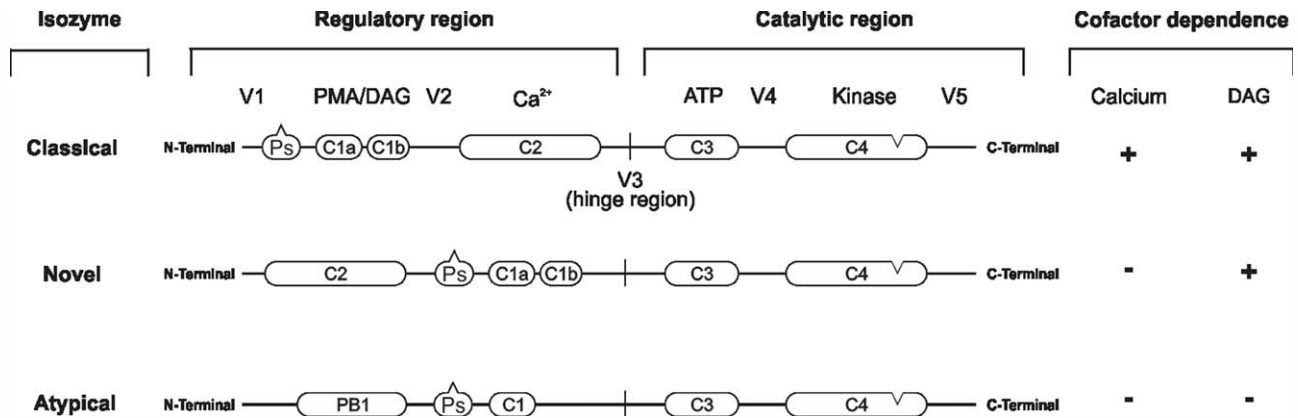 Isozyme Regulatory region Catalytic region Cofactor dependence
V1 PMA/DAG V2 Ca²⁺ ATP V4 Kinase V5 Calcium DAG
Classical N-Terminal Ps C1a C1b C2 C3 C4 C-Terminal + +
V3
(hinge region)
Novel N-Terminal C2 Ps C1a C1b C3 C4 C-Terminal - +
Atypical N-Terminal PB1 Ps C1 C3 C4 C-Terminal - -